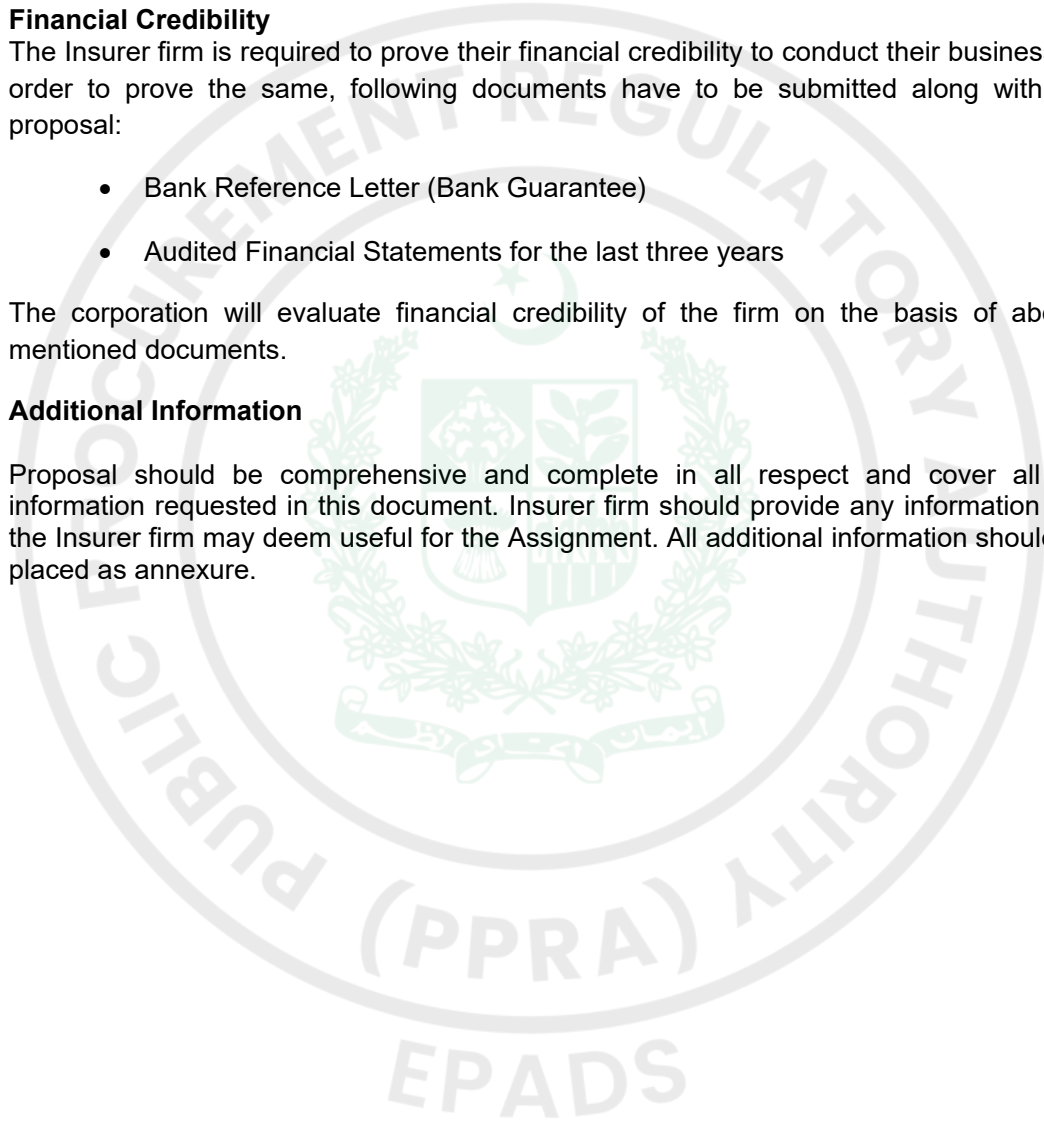 Financial Credibility
The Insurer firm is required to prove their financial credibility to conduct their busines
order to prove the same, following documents have to be submitted along with
proposal:
• Bank Reference Letter (Bank Guarantee)
• Audited Financial Statements for the last three years
The corporation will evaluate financial credibility of the firm on the basis of abo
mentioned documents.
Additional Information
Proposal should be comprehensive and complete in all respect and cover all
information requested in this document. Insurer firm should provide any information
the Insurer firm may deem useful for the Assignment. All additional information should
placed as annexure.
PUBLIC PROCUREMENT REGULATORY AUTHORITY
(PPRA)
EPADS